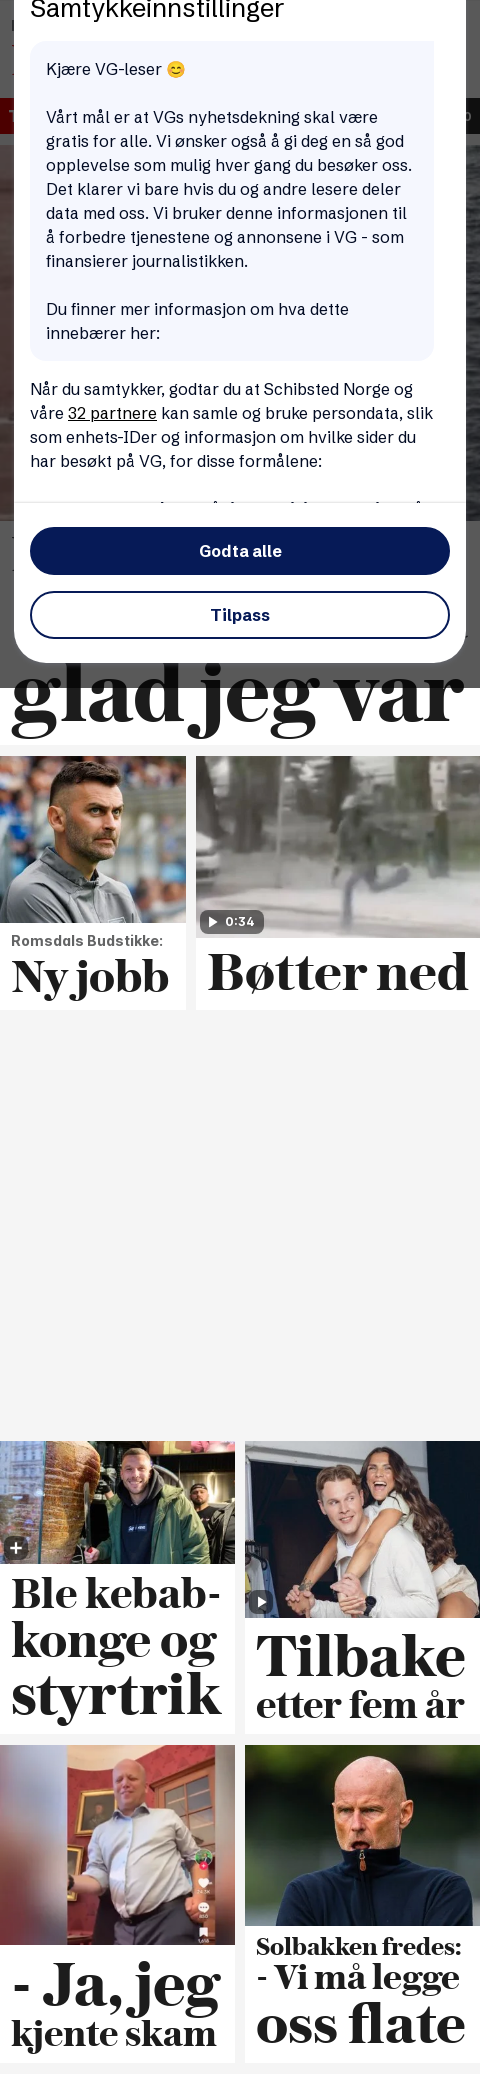 Samtykkeinnstillinger
Kjære VG-leser 😊
Vårt mål er at VGs nyhetsdekning skal være
gratis for alle. Vi ønsker også å gi deg en så god
opplevelse som mulig hver gang du besøker oss.
Det klarer vi bare hvis du og andre lesere deler
data med oss. Vi bruker denne informasjonen til
å forbedre tjenestene og annonsene i VG - som
finansierer journalistikken.
Du finner mer informasjon om hva dette
innebærer her:
Når du samtykker, godtar du at Schibsted Norge og
våre 32 partnere kan samle og bruke persondata, slik
som enhets-IDer og informasjon om hvilke sider du
har besøkt på VG, for disse formålene:
Godta alle
Tilpass
glad jeg var
0:34
Romsdals Budstikke:
Ny jobb
Bøtter ned
Ble kebab-
konge og
styrtrik
Tilbake
etter fem år
- Ja, jeg
kjente skam
Solbakken fredes:
- Vi må legge
oss flate